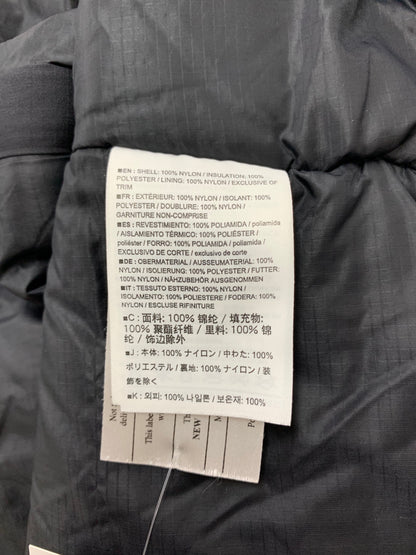 ■EN : SHELL: 100% NYLON / INSULATION: 100%
POLYESTER / LINING: 100% NYLON / EXCLUSIVE OF
TRIM
■FR : EXTÉRIEUR: 100% NYLON / ISOLANT: 100%
POLYESTER / DOUBLURE: 100% NYLON /
GARNITURE NON-COMPRISE
■ES : REVESTIMIENTO: 100% POLIAMIDA / poliamida
/ AISLAMIENTO TÉRMICO: 100% POLIÉSTER /
poliéster / FORRO: 100% POLIAMIDA / poliamida /
EXCLUSIVO DE CORTE / exclusivo de corte
■DE : OBERMATERIAL / AUSSEUMATERIAL: 100%
NYLON / ISOLIERUNG: 100% POLYESTER / FUTTER:
100% NYLON / NÄHZUBEHÖR AUSGENOMMEN
■IT : TESSUTO ESTERNO: 100% NYLON /
ISOLAMENTO: 100% POLIESTERE / FODERA: 100%
NYLON / ESCLUSE RIFINITURE
■C : 面料: 100% 锦纶 / 填充物:
100% 聚酯纤维 / 里料: 100% 锦
纶 / 饰边除外
■J : 本体: 100% ナイロン / 中わた: 100%
ポリエステル / 裏地: 100% ナイロン / 装
飾を除く
■K : 외피: 100% 나일론 / 보온재: 100%
Not
deli
This label
w
This
NEW
M
M
Po